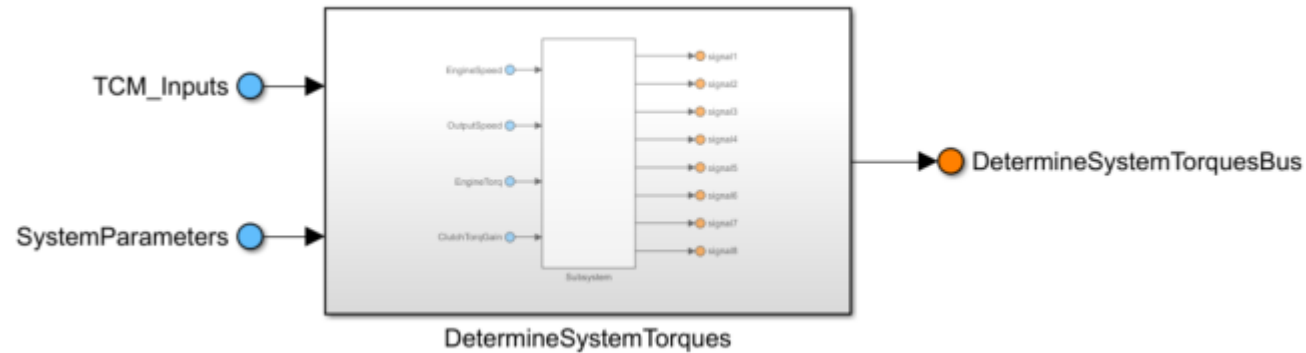 TCM_Inputs
SystemParameters
EngineSpeed
OutputSpeed
EngineTorq
ClutchTorqGain
signal1
signal2
signal3
signal4
signal5
signal6
signal7
signal8
Subsystem
DetermineSystemTorquesBus
DetermineSystemTorques